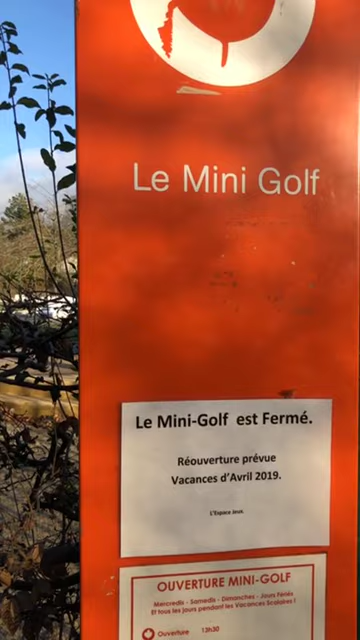 Le Mini Golf
Le Mini-Golf est Fermé.
Réouverture prévue
Vacances d'Avril 2019.
L'Espace Jeux.
OUVERTURE MINI-GOLF
Mercredis - Samedis - Dimanches - Jours Fériés
Et tous les jours pendant les Vacances Scolaires !
Ouverture 13h30